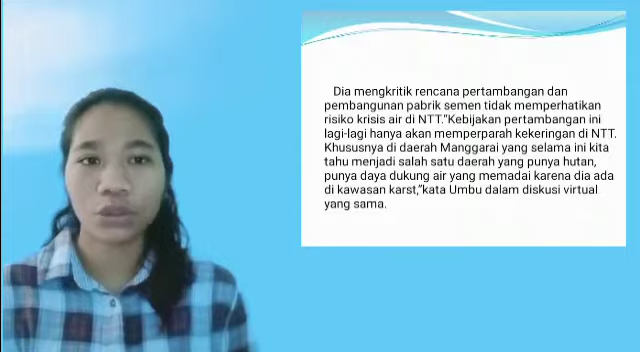 Dia mengkritik rencana pertambangan dan
pembangunan pabrik semen tidak memperhatikan
risiko krisis air di NTT."Kebijakan pertambangan ini
lagi-lagi hanya akan memperparah kekeringan di NTT.
Khususnya di daerah Manggarai yang selama ini kita
tahu menjadi salah satu daerah yang punya hutan,
punya daya dukung air yang memadai karena dia ada
di kawasan karst,"kata Umbu dalam diskusi virtual
yang sama.